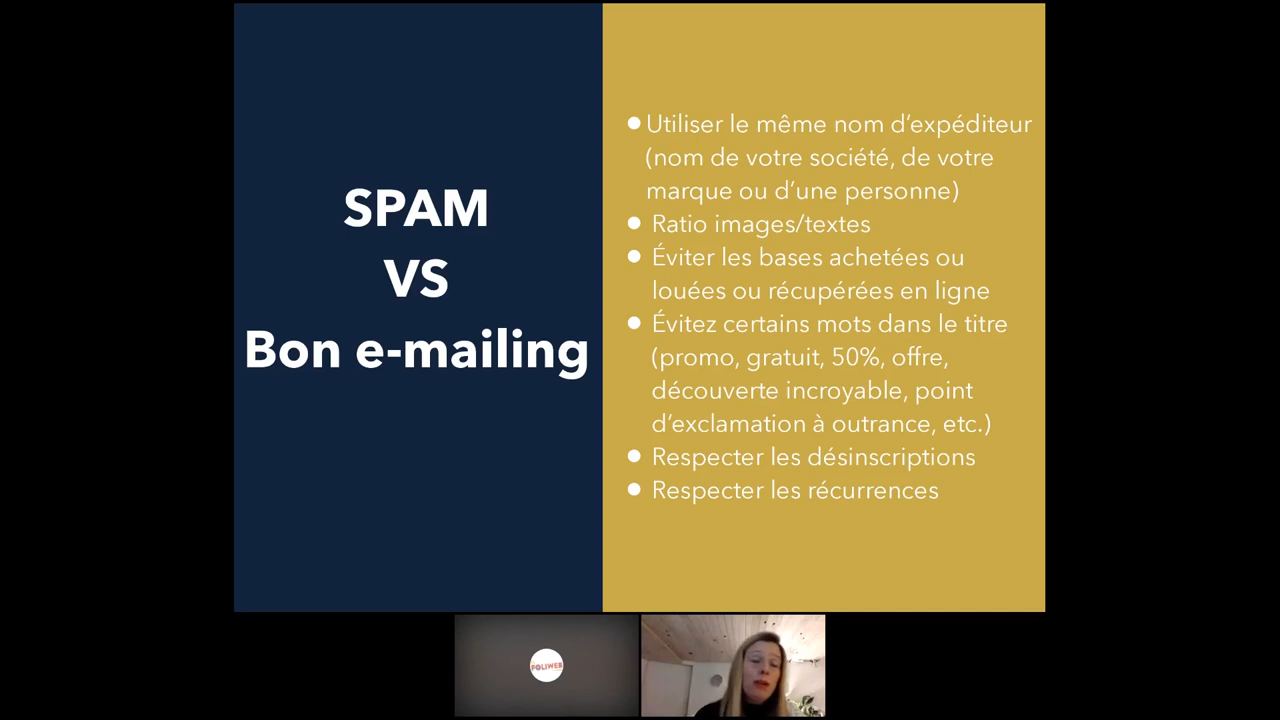 SPAM
VS
Bon e-mailing
●Utiliser le même nom d'expéditeur
(nom de votre société, de votre
marque ou d'une personne)
● Ratio images/textes
● Éviter les bases achetées ou
louées ou récupérées en ligne
● Évitez certains mots dans le titre
(promo, gratuit, 50%, offre,
découverte incroyable, point
d'exclamation à outrance, etc.)
● Respecter les désinscriptions
● Respecter les récurrences
FOLIWEB